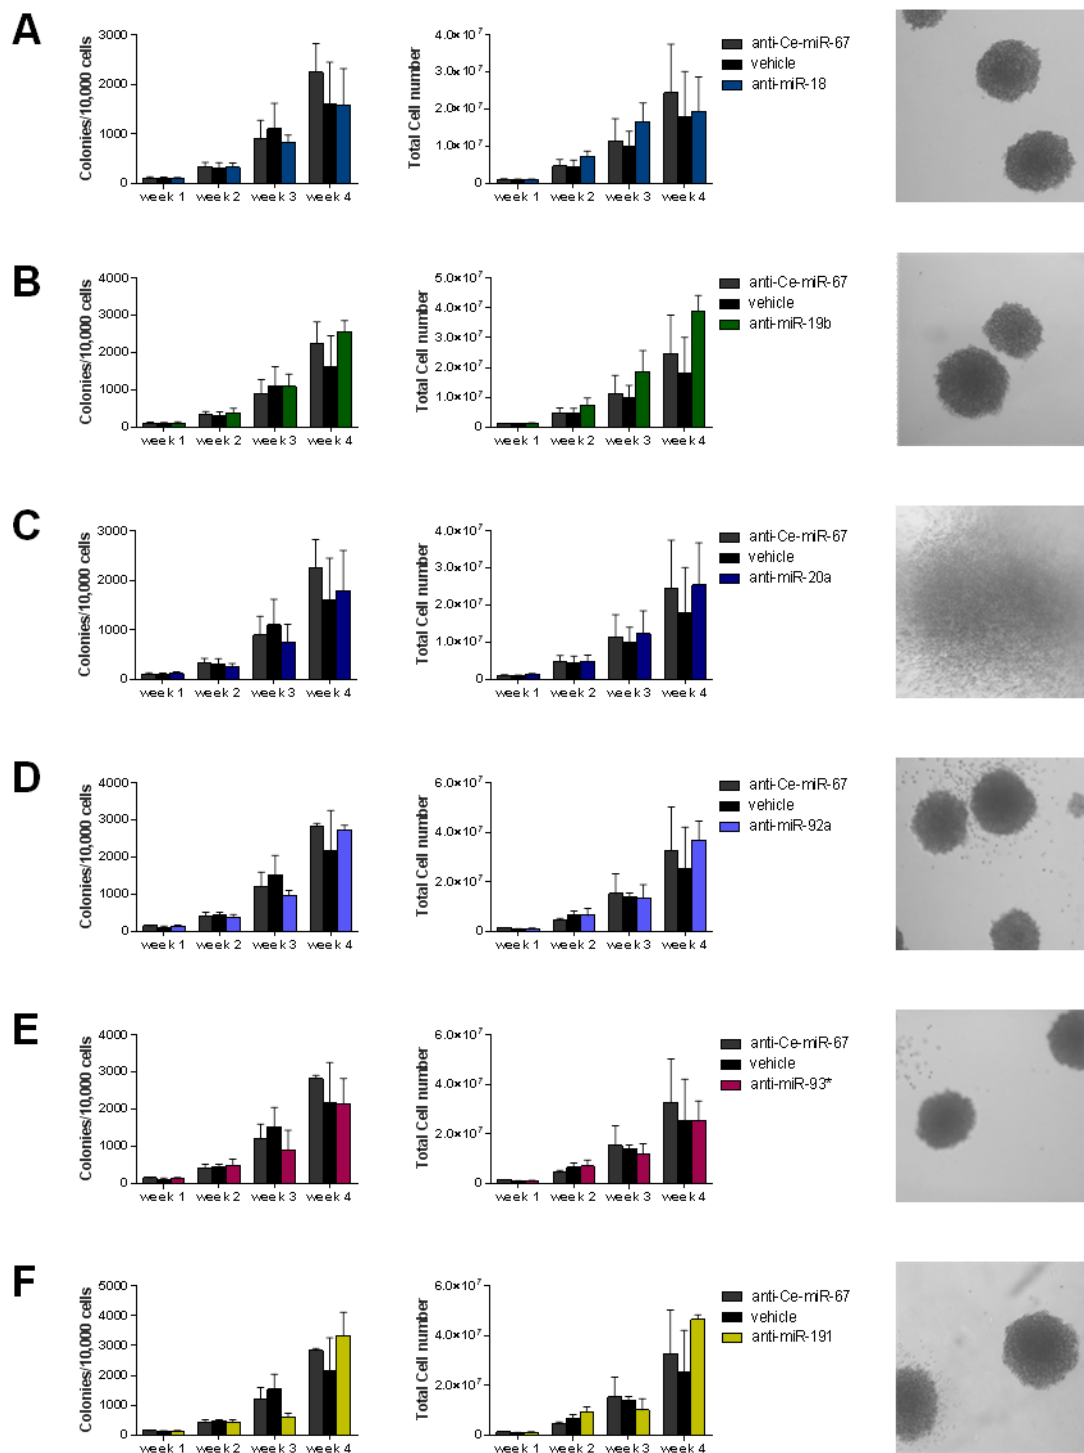 A
Colonies/10,000 cells
3000
2000
1000
0
week 1 week 2 week 3 week 4
Total Cell number
4.0×10⁷
3.0×10⁷
2.0×10⁷
1.0×10⁷
0
week 1 week 2 week 3 week 4
anti-Ce-miR-67
vehicle
anti-miR-18
B
Colonies/10,000 cells
4000
3000
2000
1000
0
week 1 week 2 week 3 week 4
Total Cell number
5.0×10⁷
4.0×10⁷
3.0×10⁷
2.0×10⁷
1.0×10⁷
0
week 1 week 2 week 3 week 4
anti-Ce-miR-67
vehicle
anti-miR-19b
C
Colonies/10,000 cells
3000
2000
1000
0
week 1 week 2 week 3 week 4
Total Cell number
4.0×10⁷
3.0×10⁷
2.0×10⁷
1.0×10⁷
0
week 1 week 2 week 3 week 4
anti-Ce-miR-67
vehicle
anti-miR-20a
D
Colonies/10,000 cells
4000
3000
2000
1000
0
week 1 week 2 week 3 week 4
Total Cell number
6.0×10⁷
4.0×10⁷
2.0×10⁷
0
week 1 week 2 week 3 week 4
anti-Ce-miR-67
vehicle
anti-miR-92a
E
Colonies/10,000 cells
4000
3000
2000
1000
0
week 1 week 2 week 3 week 4
Total Cell number
6.0×10⁷
4.0×10⁷
2.0×10⁷
0
week 1 week 2 week 3 week 4
anti-Ce-miR-67
vehicle
anti-miR-93*
F
Colonies/10,000 cells
5000
4000
3000
2000
1000
0
week 1 week 2 week 3 week 4
Total Cell number
6.0×10⁷
4.0×10⁷
2.0×10⁷
0
week 1 week 2 week 3 week 4
anti-Ce-miR-67
vehicle
anti-miR-191